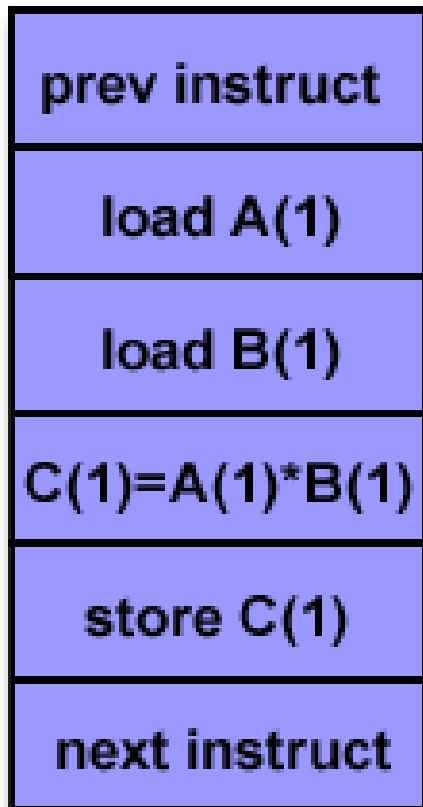 prev instruct
load A(1)
load B(1)
C(1)=A(1)*B(1)
store C(1)
next instruct